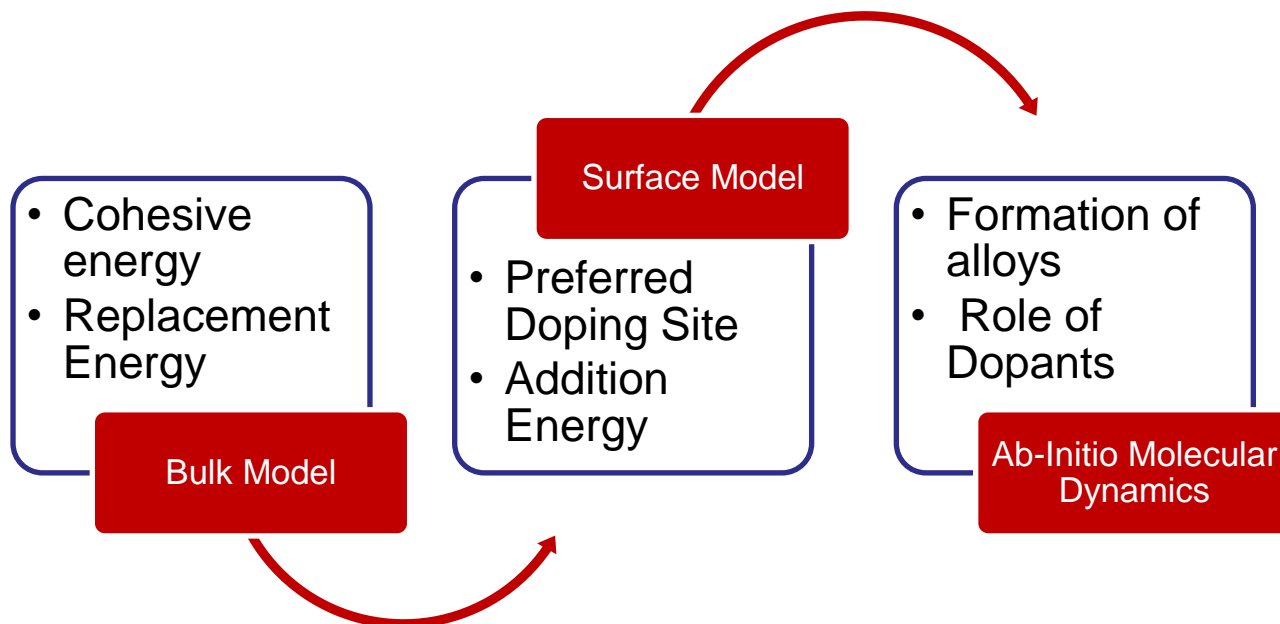 • Cohesive
energy
• Replacement
Energy
Bulk Model
Surface Model
• Preferred
Doping Site
• Addition
Energy
• Formation of
alloys
• Role of
Dopants
Ab-Initio Molecular
Dynamics